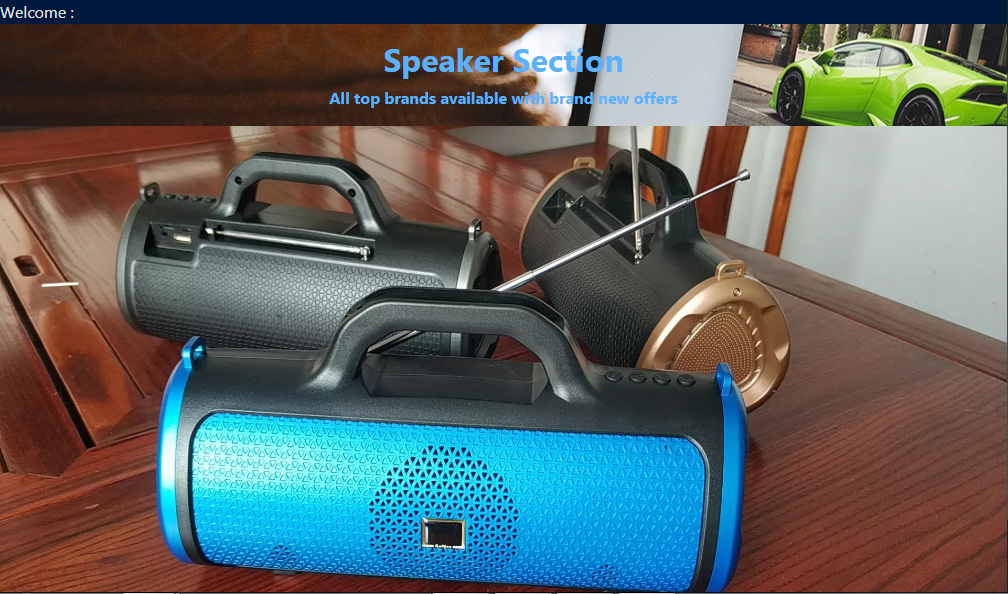 Welcome :
Speaker Section
All top brands available with brand new offers